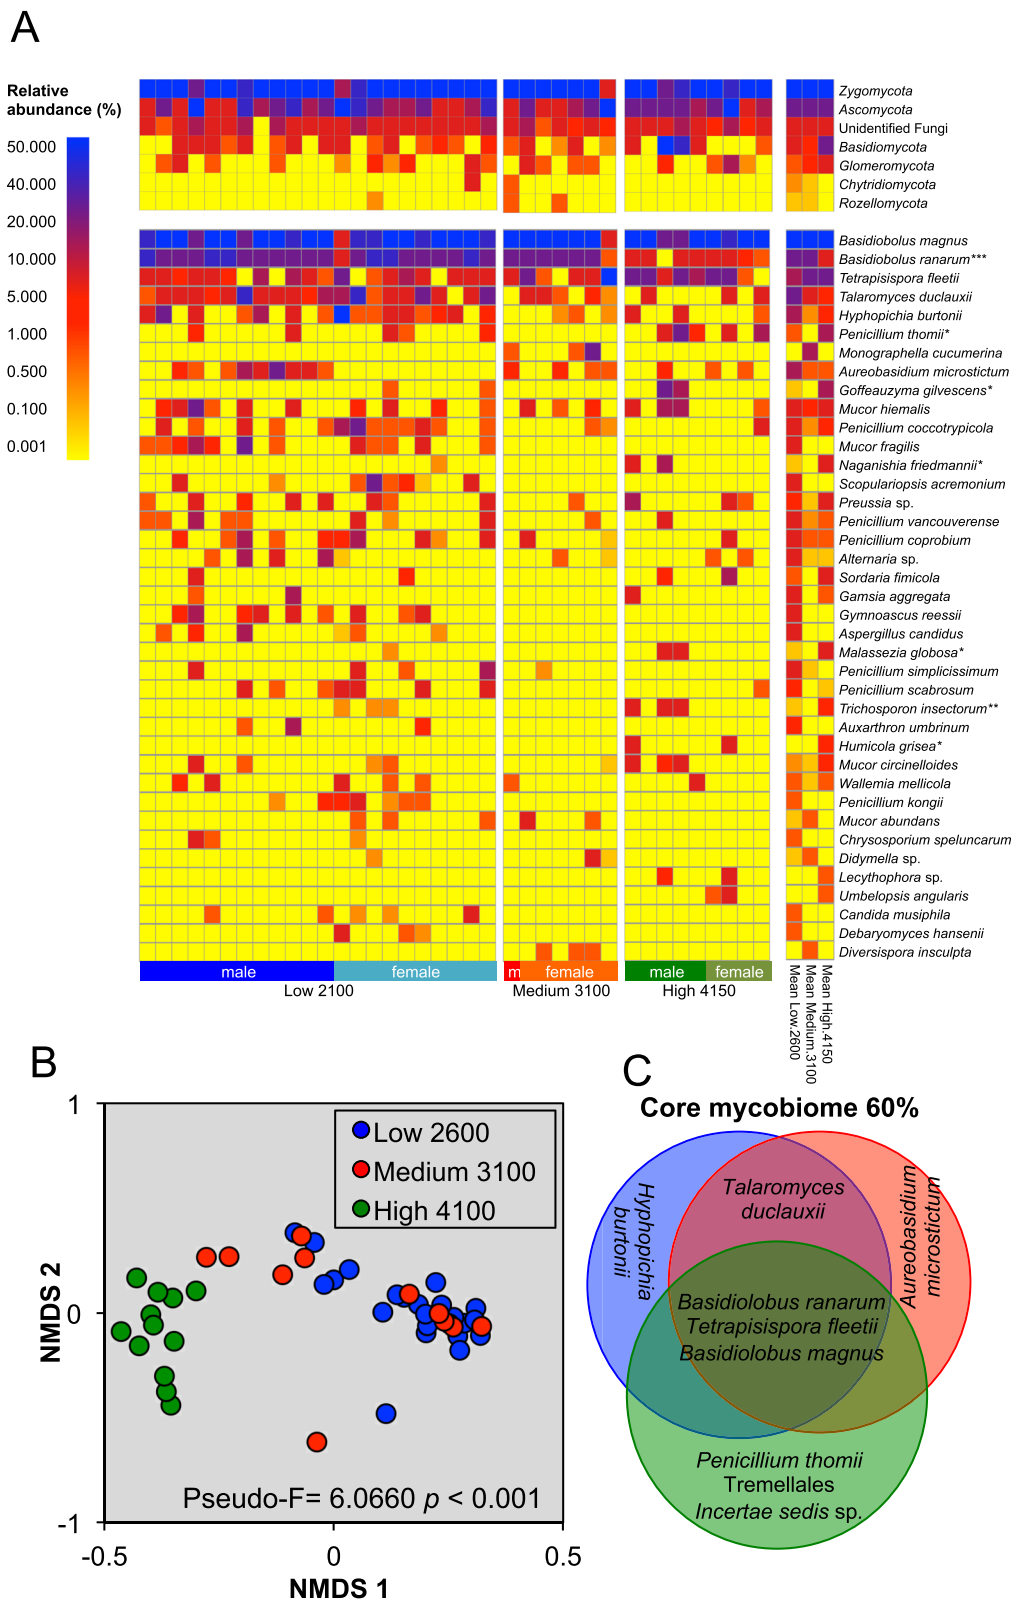 A
Relative
abundance (%)
50.000
40.000
20.000
10.000
5.000
1.000
0.500
0.100
0.001
Zygomycota
Ascomycota
Unidentified Fungi
Basidiomycota
Glomeromycota
Chytridiomycota
Rozellomycota
Basidiobolus magnus
Basidiobolus ranarum***
Tetrapisispora fleetii
Talaromyces duclauxii
Hyphopichia burtonii
Penicillium thomii*
Monographella cucumerina
Aureobasidium microstictum
Goffeauzyma gilvescens*
Mucor hiemalis
Penicillium coccotrypicola
Mucor fragilis
Naganishia friedmannii*
Scopulariopsis acremonium
Preussia sp.
Penicillium vancouverense
Penicillium coprobium
Alternaria sp.
Sordaria fimicola
Gamsia aggregata
Gymnoascus reessii
Aspergillus candidus
Malassezia globosa*
Penicillium simplicissimum
Penicillium scabrosum
Trichosporon insectorum**
Auxarthron umbrinum
Humicola grisea*
Mucor circinelloides
Wallemia mellicola
Penicillium kongii
Mucor abundans
Chrysosporium speluncarum
Didymella sp.
Lecythophora sp.
Umbelopsis angularis
Candida musiphila
Debaryomyces hansenii
Diversispora insculpta
male female m female male female
Low 2100 Medium 3100 High 4150
Mean Low.2600
Mean Medium.3100
Mean High.4150
B
1
0
-1
NMDS 2
Low 2600
Medium 3100
High 4100
Pseudo-F= 6.0660 p < 0.001
-0.5 0 0.5
NMDS 1
C
Core mycobiome 60%
Hyphopichia
burtonii
Talaromyces
duclauxii
Aureobasidium
microstictum
Basidiolobus ranarum
Tetrapisispora fleetii
Basidiolobus magnus
Penicillium thomii
Tremellales
Incertae sedis sp.